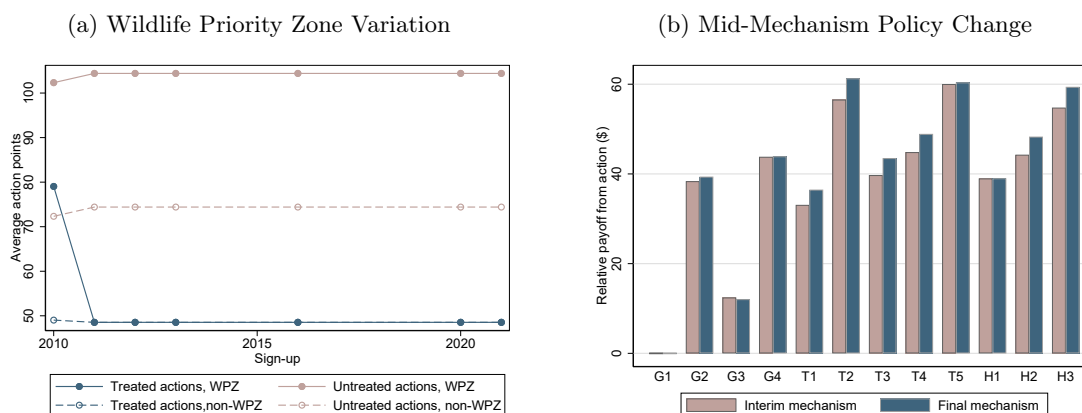 (a) Wildlife Priority Zone Variation
Average action points
100
90
80
70
60
50
2010
2015
2020
Sign-up
Treated actions, WPZ
Untreated actions, WPZ
Treated actions,non-WPZ
Untreated actions, non-WPZ
(b) Mid-Mechanism Policy Change
Relative payoff from action ($)
60
40
20
0
G1 G2 G3 G4 T1 T2 T3 T4 T5 H1 H2 H3
Interim mechanism
Final mechanism